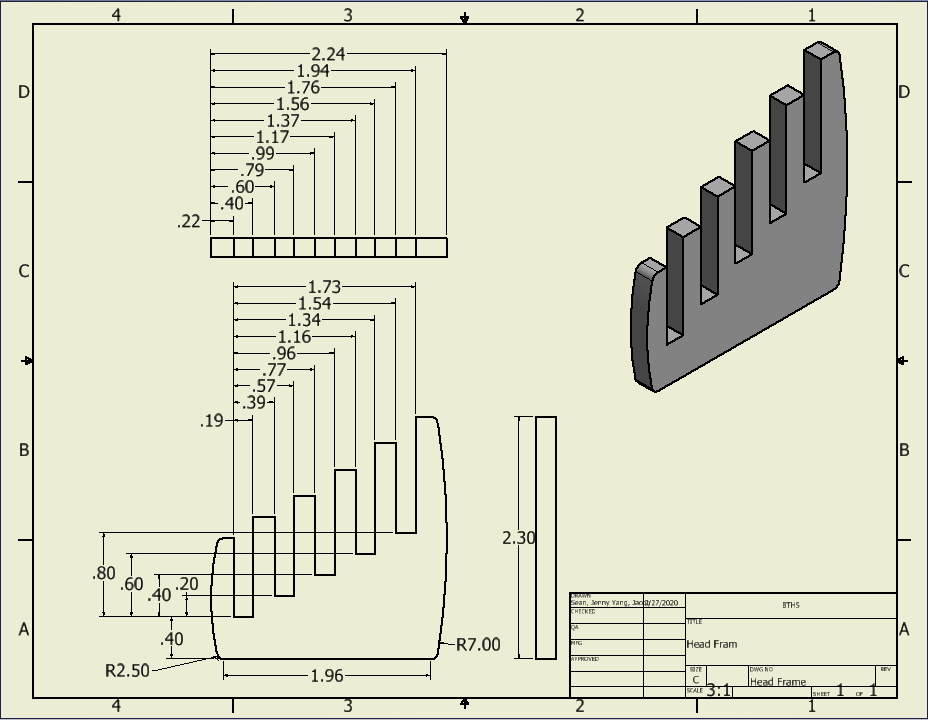 4 3 2 1
D D
C C
B B
A A
2.24
1.94
1.76
1.56
1.37
1.17
.99
.79
.60
.40
.22
1.73
1.54
1.34
1.16
.96
.77
.57
.39
.19
2.30
.80
.60
.40
.20
.40
R2.50
1.96
R7.00
DRAWN
Sean, Jenny Yang, Jaco 2/27/2020
CHECKED
QA
MFG
APPROVED
BTHS
TITLE
Head Fram
SIZE
C
DWG NO
Head Frame
REV
SCALE 3:1
SHEET 1 OF 1
4 3 2 1